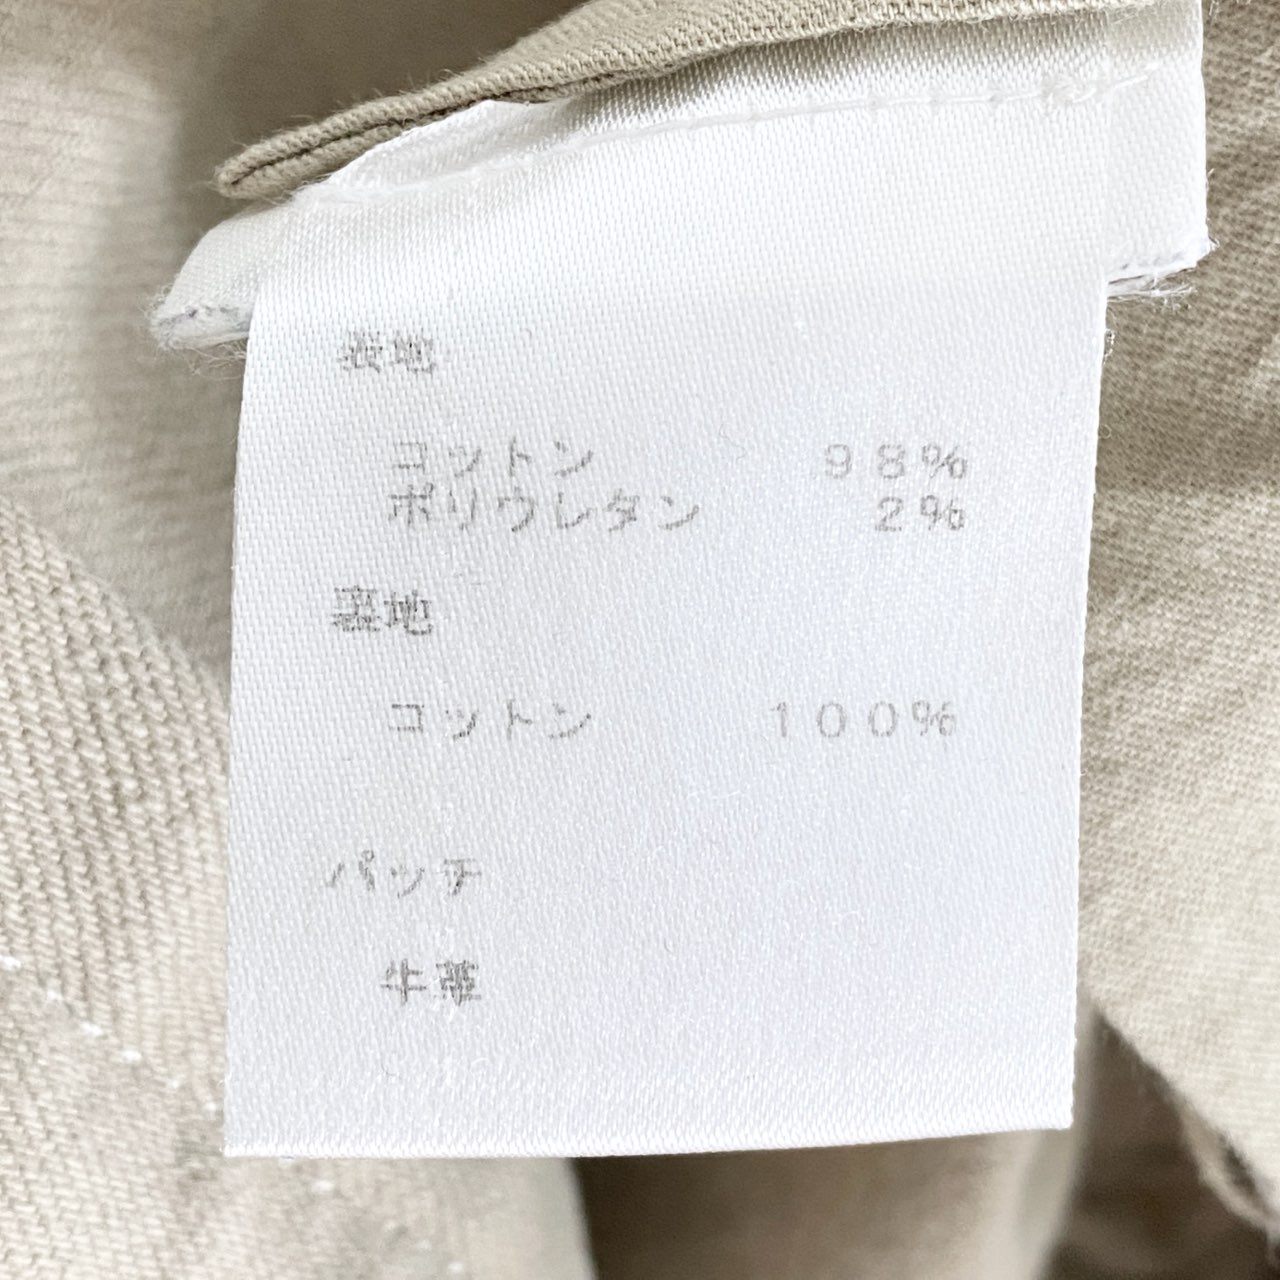 表地
コットン 98%
ポリウレタン 2%
裏地
コットン 100%
パッチ
牛革